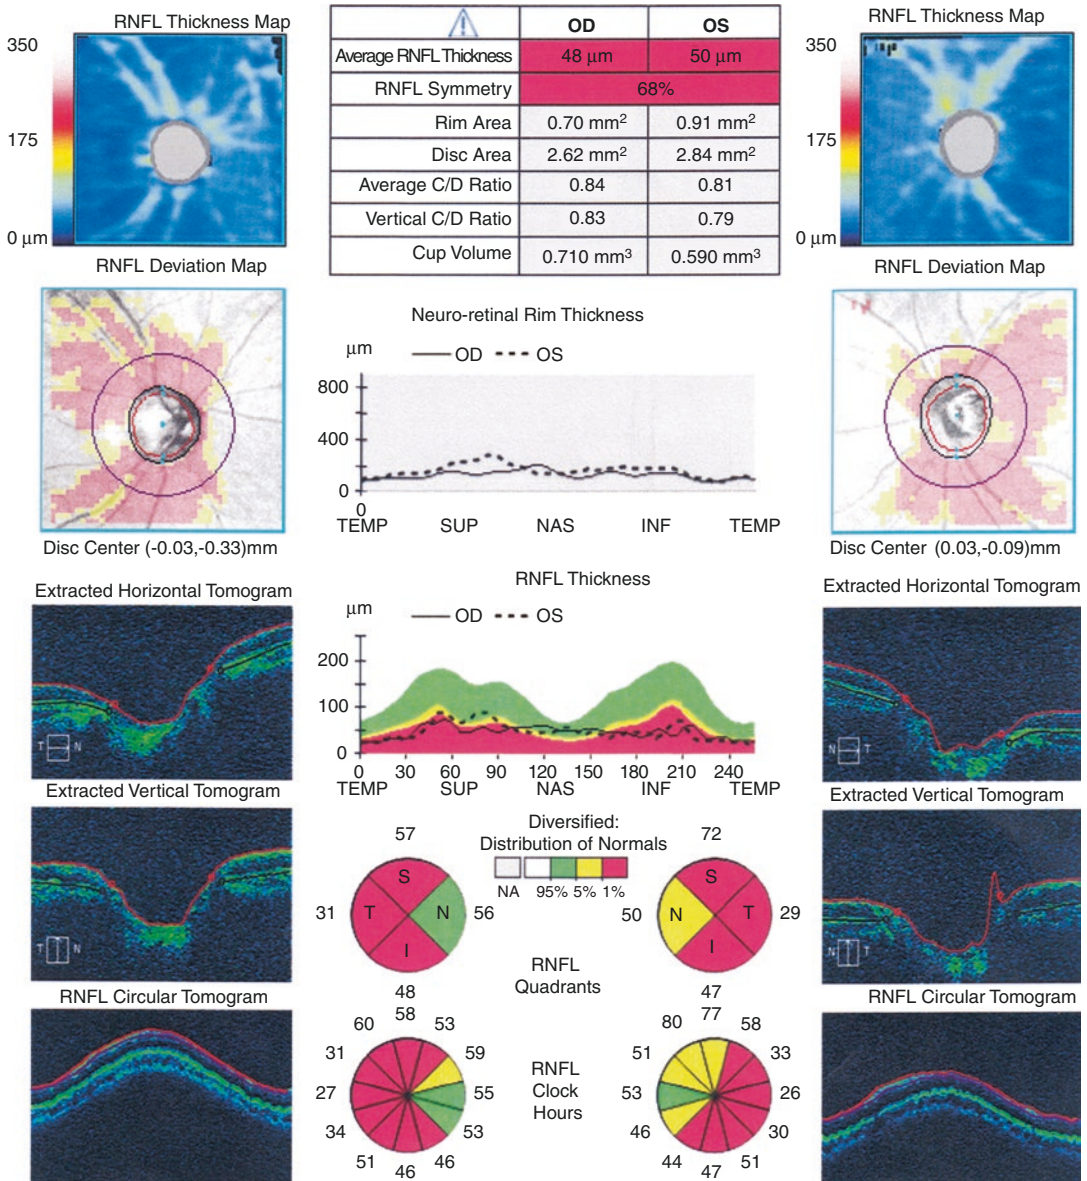 RNFL Thickness Map
350
175
0 μm
OD OS
Average RNFL Thickness 48 μm 50 μm
RNFL Symmetry 68%
Rim Area 0.70 mm² 0.91 mm²
Disc Area 2.62 mm² 2.84 mm²
Average C/D Ratio 0.84 0.81
Vertical C/D Ratio 0.83 0.79
Cup Volume 0.710 mm³ 0.590 mm³
RNFL Thickness Map
350
175
0 μm
RNFL Deviation Map
Disc Center (-0.03,-0.33)mm
Neuro-retinal Rim Thickness
μm OD OS
800
400
0
0
TEMP SUP NAS INF TEMP
RNFL Deviation Map
Disc Center (0.03,-0.09)mm
Extracted Horizontal Tomogram
T N
RNFL Thickness
μm OD OS
200
100
0
0 30 60 90 120 150 180 210 240
TEMP SUP NAS INF TEMP
Extracted Horizontal Tomogram
N T
Extracted Vertical Tomogram
T N
Extracted Vertical Tomogram
N T
Diversified:
Distribution of Normals
NA 95% 5% 1%
57
S
31 T N 56
I
48
72
S
50 N T 29
I
47
RNFL
Quadrants
RNFL Circular Tomogram
58
60 53
31 59
27 55
34 53
51 46
46
RNFL
Clock
Hours
77
80 58
51 33
53 26
46 30
44 51
47
RNFL Circular Tomogram